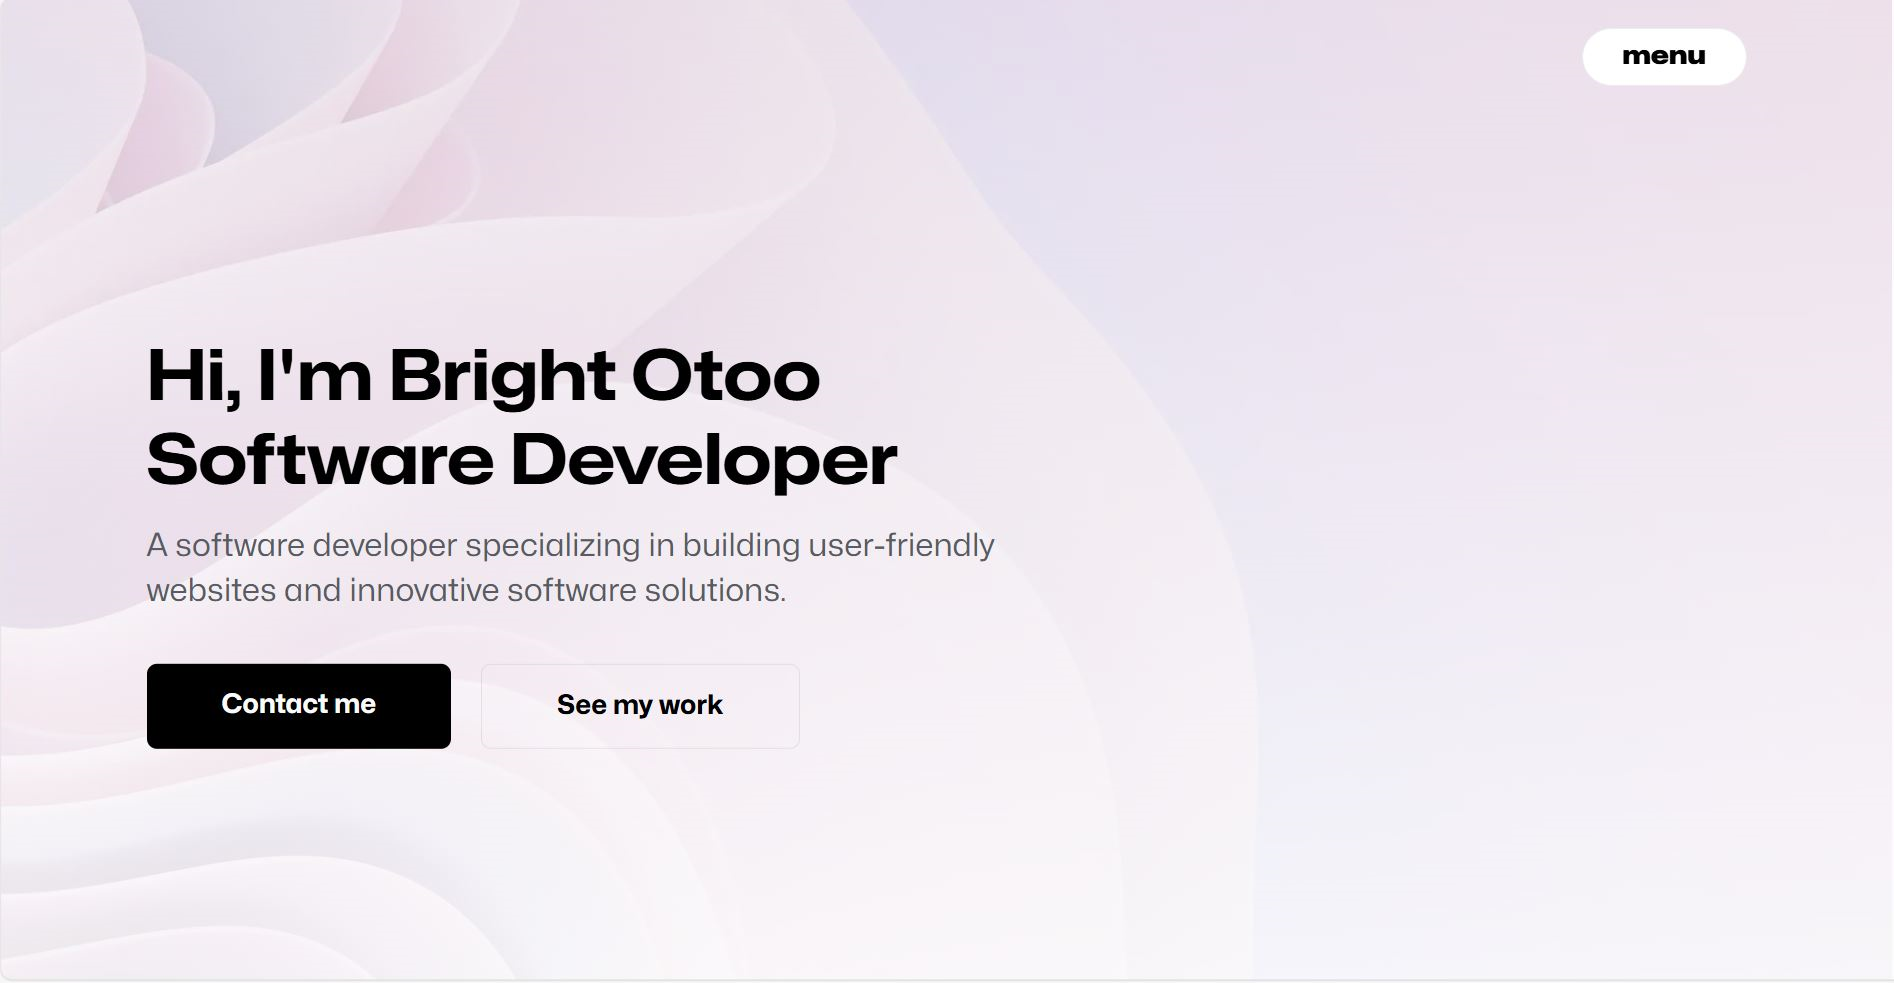 menu
Hi, I'm Bright Otoo
Software Developer
A software developer specializing in building user-friendly
websites and innovative software solutions.
Contact me
See my work